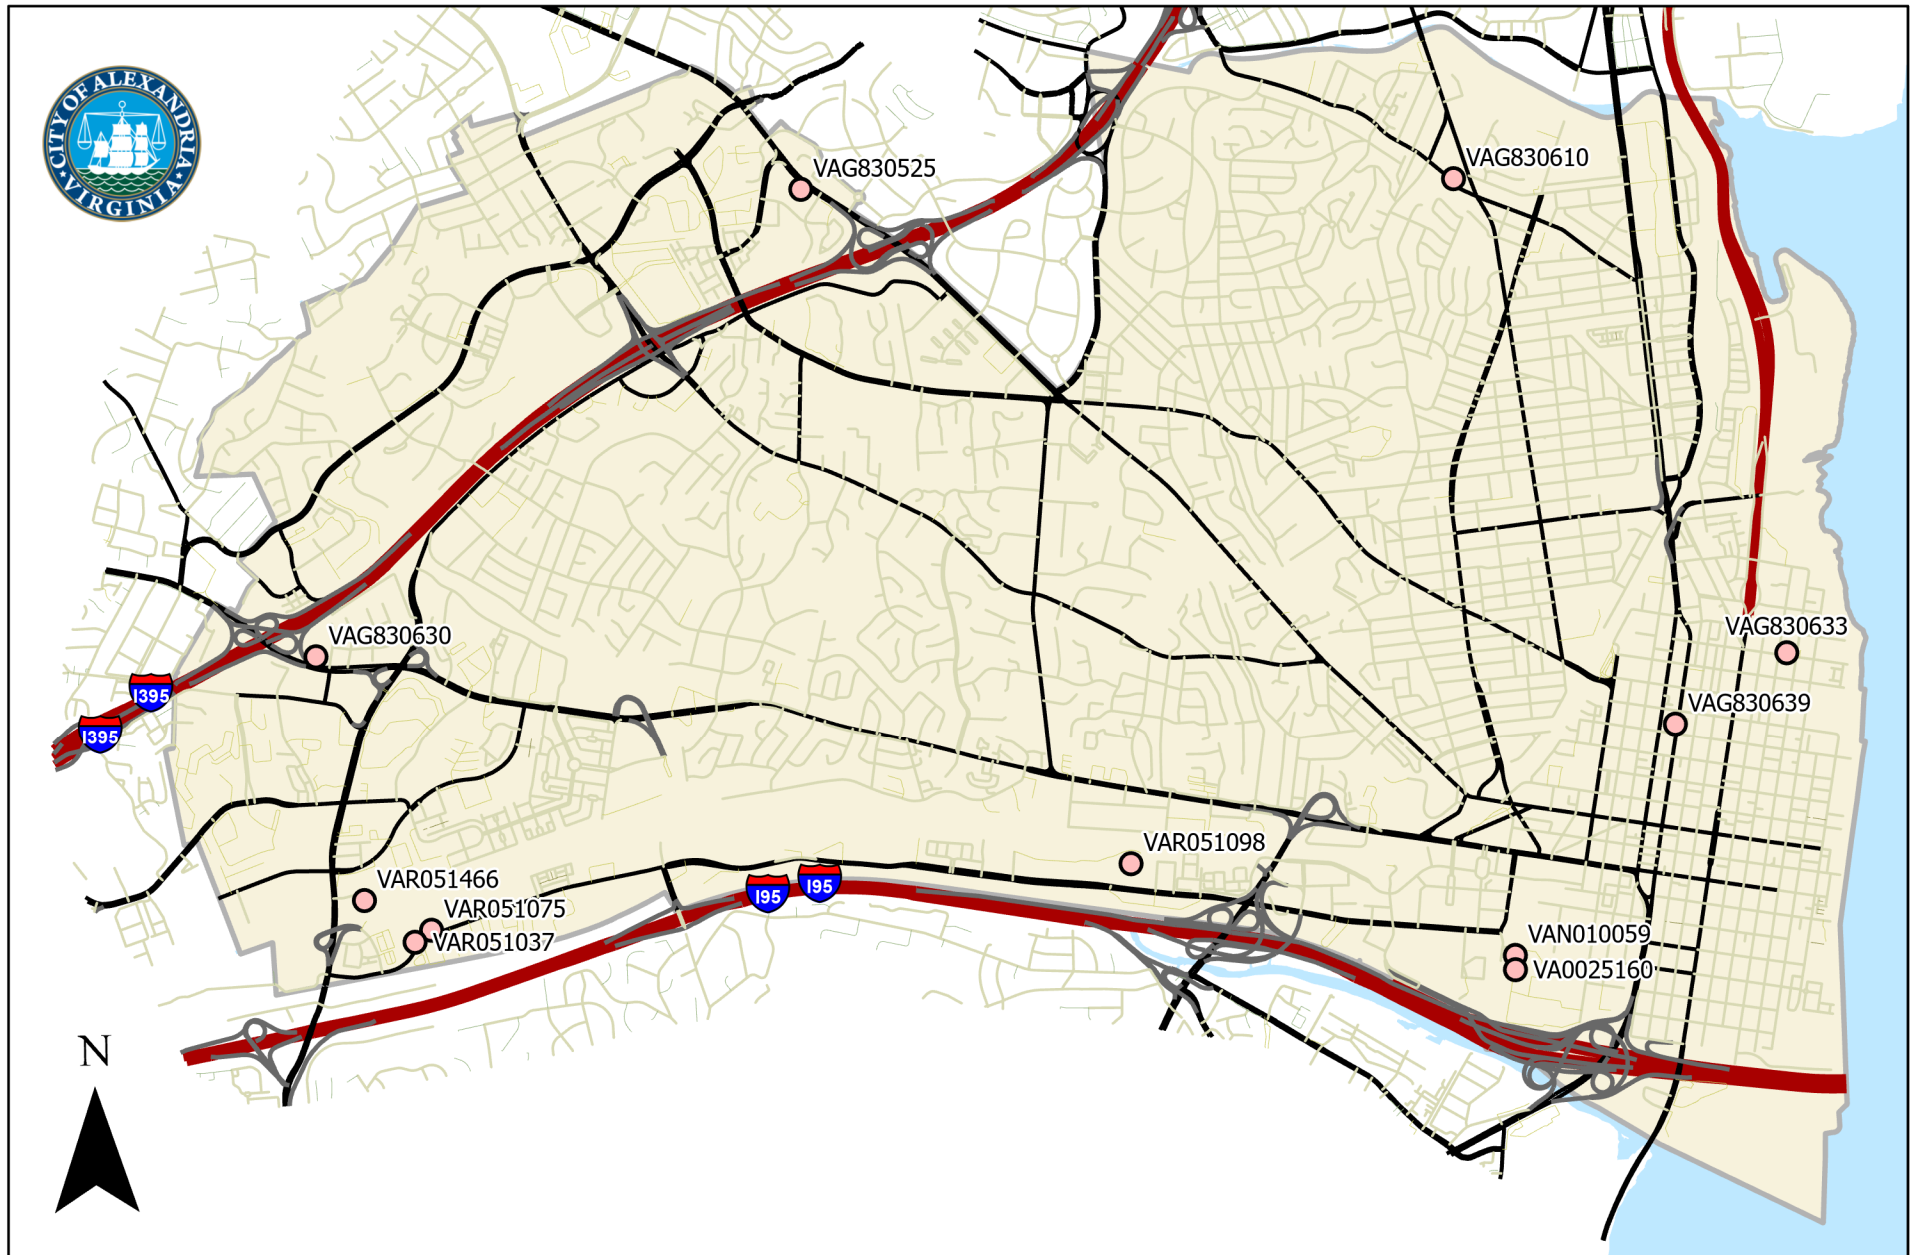 CITY OF ALEXANDRIA
★ VIRGINIA ★
VAG830525
VAG830610
VAG830630
VAG830633
I395
I395
VAG830639
VAR051098
VAR051466
I95
I95
VAR051075
VAR051037
VAN010059
VA0025160
N